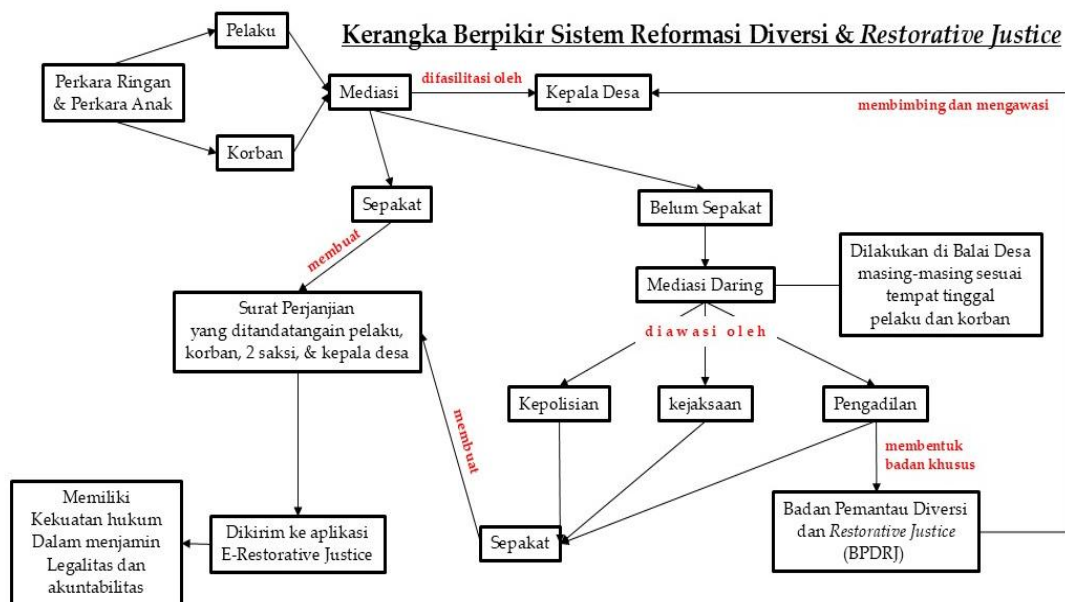 Kerangka Berpikir Sistem Reformasi Diversi & Restorative Justice
Pelaku
Perkara Ringan
& Perkara Anak
Korban
Mediasi
difasilitasi oleh
Kepala Desa
membimbing dan mengawasi
Sepakat
Belum Sepakat
membuat
Mediasi Daring
Dilakukan di Balai Desa
masing-masing sesuai
tempat tinggal
pelaku dan korban
Surat Perjanjian
yang ditandatangain pelaku,
korban, 2 saksi, & kepala desa
diawasi oleh
Kepolisian
kejaksaan
Pengadilan
membuat
membentuk
badan khusus
Memiliki
Kekuatan hukum
Dalam menjamin
Legalitas dan
akuntabilitas
Dikirim ke aplikasi
E-Restorative Justice
Sepakat
Badan Pemantau Diversi
dan Restorative Justice
(BPDRJ)